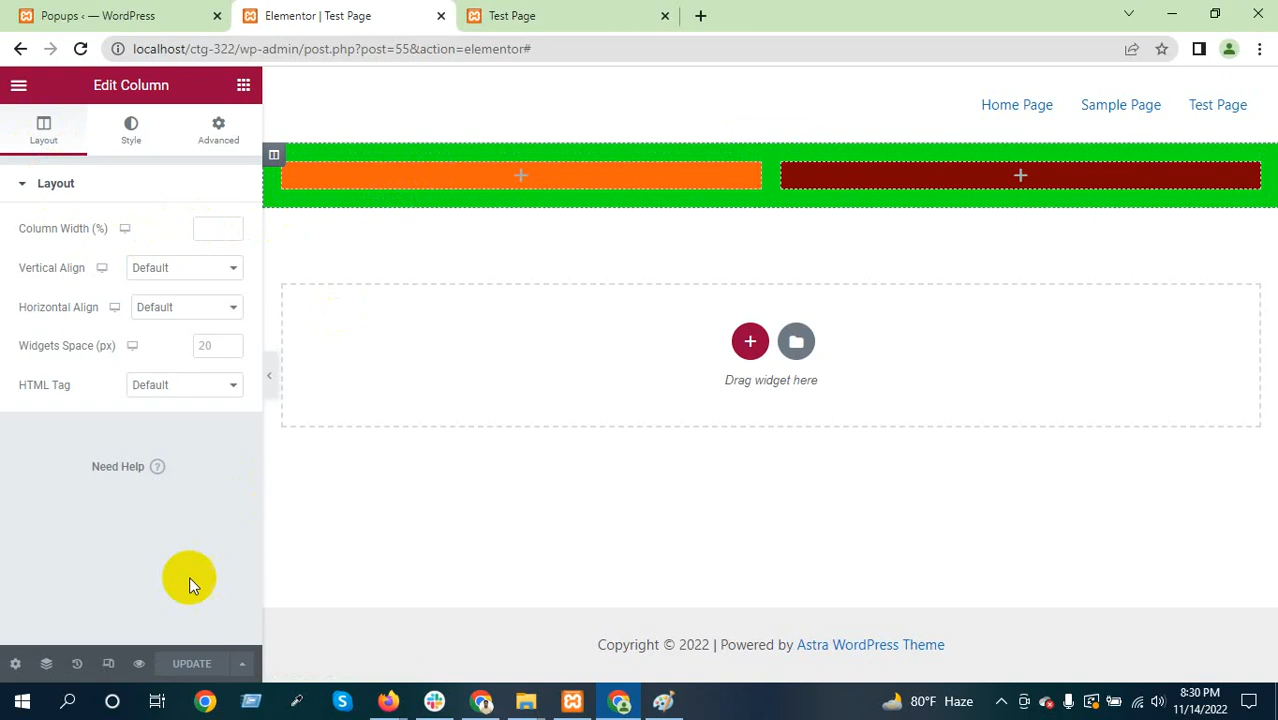 Popups ‹ — WordPress
Elementor | Test Page
Test Page
localhost/ctg-322/wp-admin/post.php?post=55&action=elementor#
Edit Column
Home Page
Sample Page
Test Page
Layout
Style
Advanced
Layout
Column Width (%)
Vertical Align
Default
Horizontal Align
Default
Widgets Space (px)
20
HTML Tag
Default
Need Help ?
Drag widget here
Copyright © 2022 | Powered by Astra WordPress Theme
UPDATE
80°F Haze
8:30 PM
11/14/2022